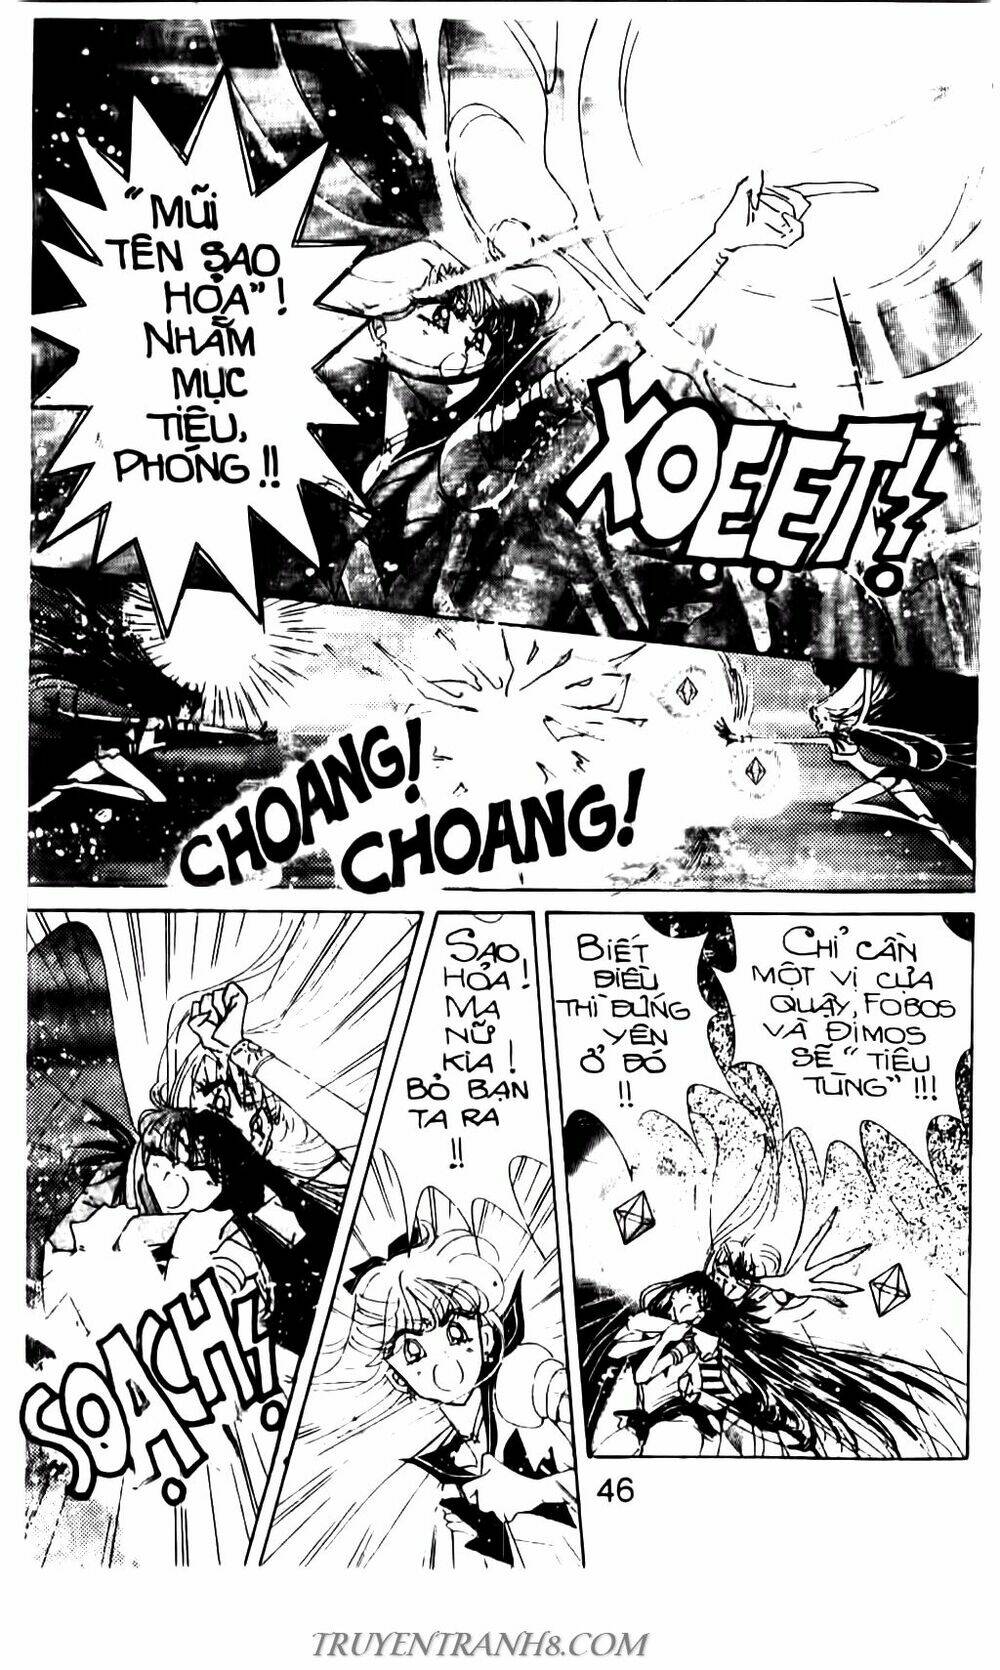 "MŨI
TÊN SAO
HỎA"!
NHẮM
MỤC
TIÊU,
PHÓNG!!
XOẸẸT!!
CHOANG!
CHOANG!
SOẠCH!!
SAO
HỎA!
MA
NỮ
KIA!
BỎ BẠN
TA RA
!!
BIẾT
ĐIỀU
THÌ ĐỨNG
YÊN
Ở ĐÓ
!!
CHỈ CẦN
MỘT VỊ CỰA
QUẬY, FOBOS
VÀ ĐIMOS
SẼ "TIÊU
TÙNG"!!!
46
TRUYENTRANH8.COM